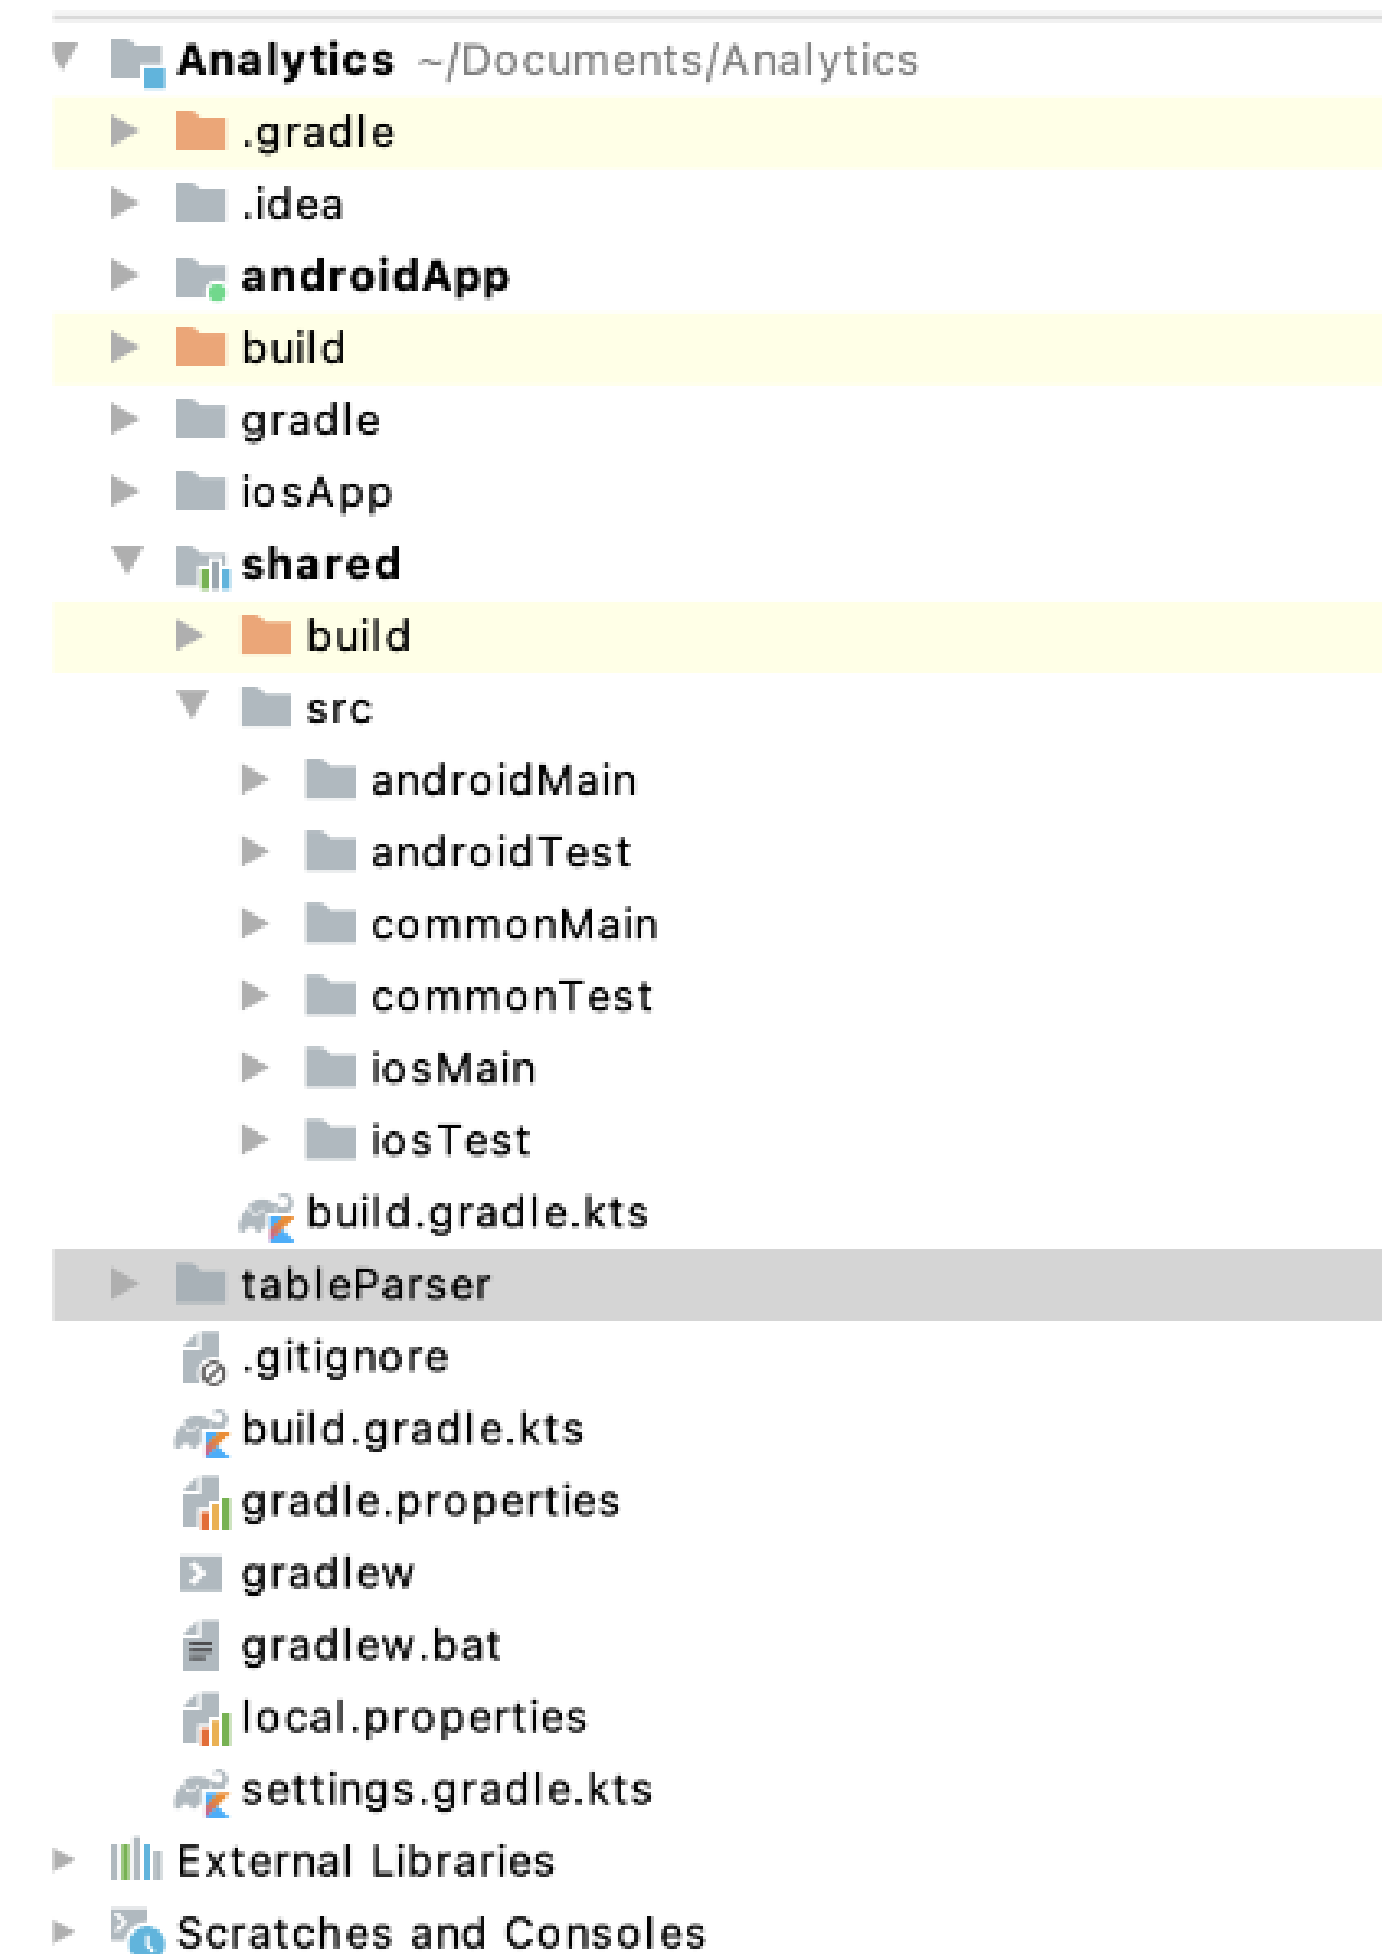 Analytics ~/Documents/Analytics
.gradle
.idea
androidApp
build
gradle
iosApp
shared
build
src
androidMain
androidTest
commonMain
commonTest
iosMain
iosTest
build.gradle.kts
tableParser
.gitignore
build.gradle.kts
gradle.properties
gradlew
gradlew.bat
local.properties
settings.gradle.kts
External Libraries
Scratches and Consoles